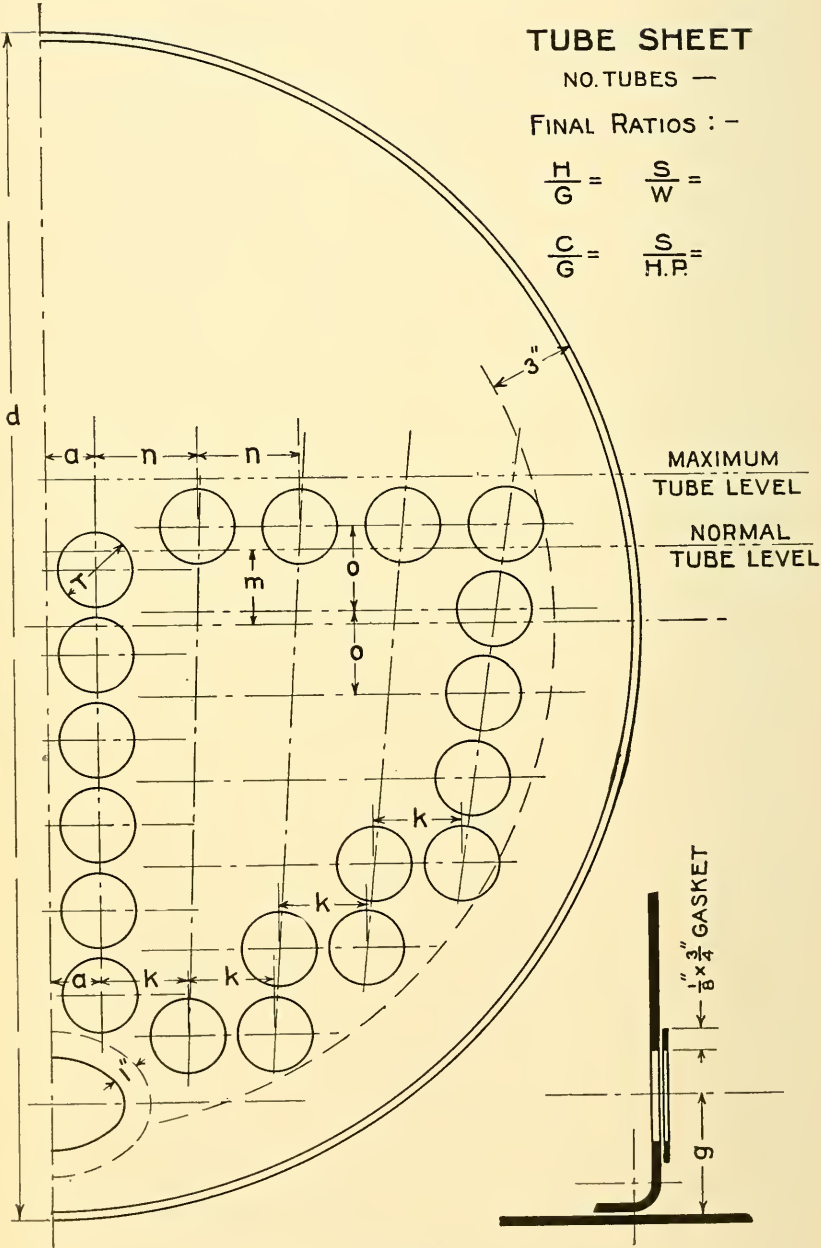 TUBE SHEET
NO. TUBES —
FINAL RATIOS : –
H/G = S/W =
C/G = S/H.P. =
d
3"
a n n
MAXIMUM
TUBE LEVEL
NORMAL
TUBE LEVEL
T
m
o
o
k
k
a k k
1"
1/8" × 3/4" GASKET
g